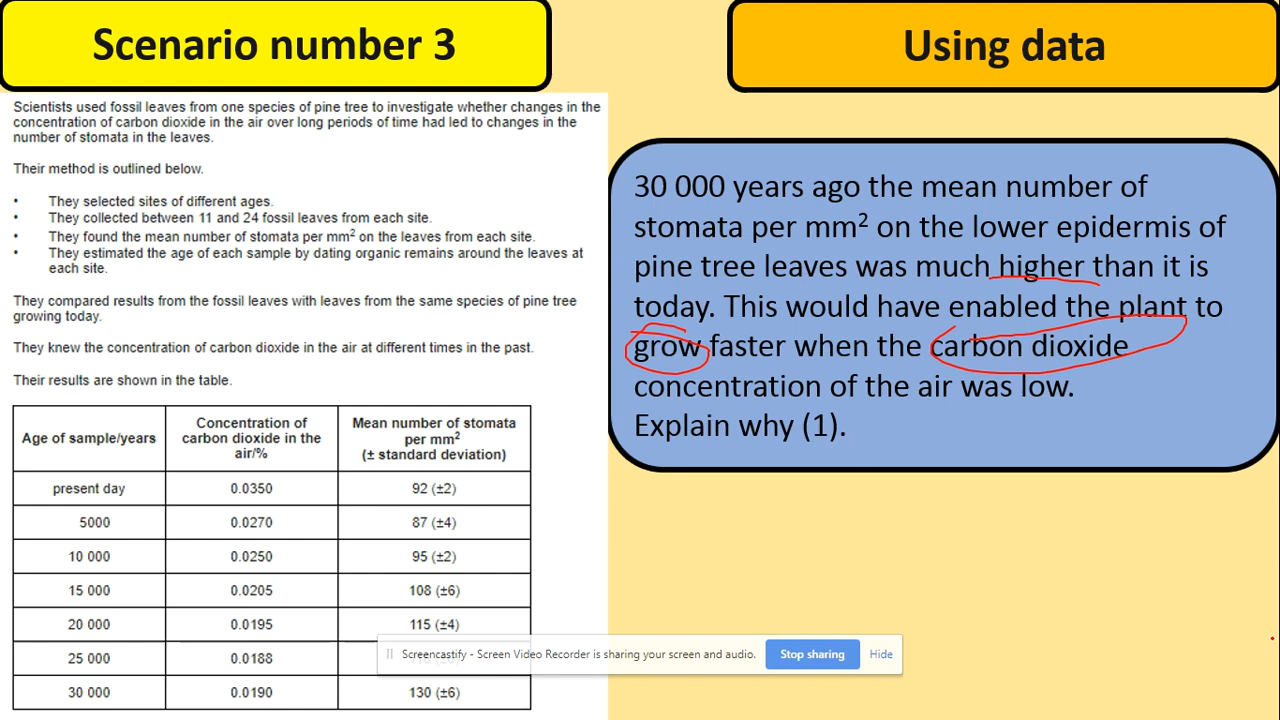 Scenario number 3
Scientists used fossil leaves from one species of pine tree to investigate whether changes in the
concentration of carbon dioxide in the air over long periods of time had led to changes in the
number of stomata in the leaves.
Their method is outlined below.
• They selected sites of different ages.
• They collected between 11 and 24 fossil leaves from each site.
• They found the mean number of stomata per mm² on the leaves from each site.
• They estimated the age of each sample by dating organic remains around the leaves at
each site.
They compared results from the fossil leaves with leaves from the same species of pine tree
growing today.
They knew the concentration of carbon dioxide in the air at different times in the past.
Their results are shown in the table.
Age of sample/years
Concentration of
carbon dioxide in the
air/%
Mean number of stomata
per mm²
(± standard deviation)
present day 0.0350 92 (±2)
5000 0.0270 87 (±4)
10 000 0.0250 95 (±2)
15 000 0.0205 108 (±6)
20 000 0.0195 115 (±4)
25 000 0.0188
30 000 0.0190 130 (±6)
Using data
30 000 years ago the mean number of
stomata per mm² on the lower epidermis of
pine tree leaves was much higher than it is
today. This would have enabled the plant to
grow faster when the carbon dioxide
concentration of the air was low.
Explain why (1).
Screencastify - Screen Video Recorder is sharing your screen and audio. Stop sharing Hide